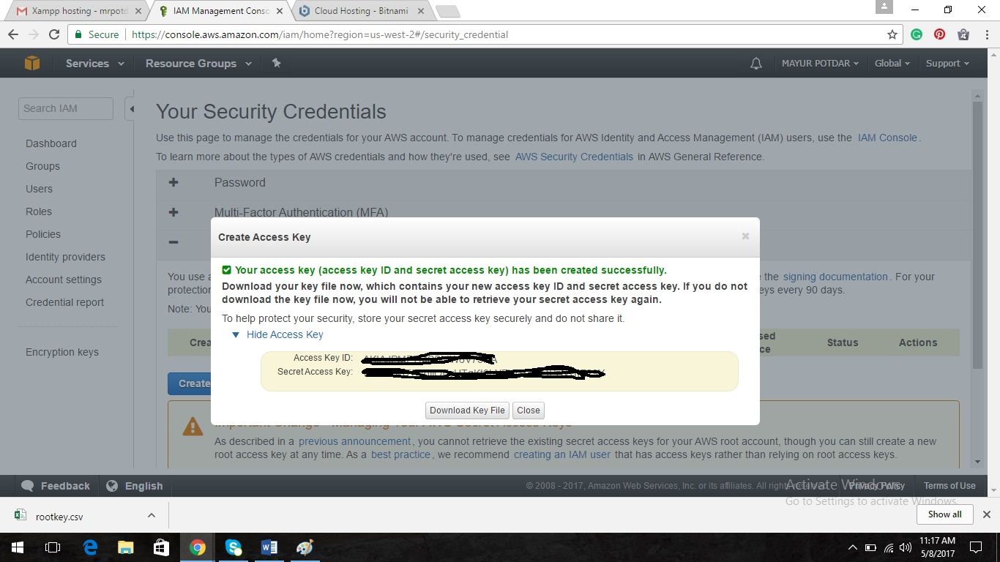 Xampp hosting - mrpotd
IAM Management Conso
Cloud Hosting - Bitnami
Secure
https://console.aws.amazon.com/iam/home?region=us-west-2#/security_credential
Services
Resource Groups
MAYUR POTDAR
Global
Support
Search IAM
Dashboard
Groups
Users
Roles
Policies
Identity providers
Account settings
Credential report
Encryption keys
Your Security Credentials
Use this page to manage the credentials for your AWS account. To manage credentials for AWS Identity and Access Management (IAM) users, use the IAM Console.
To learn more about the types of AWS credentials and how they're used, see AWS Security Credentials in AWS General Reference.
Password
Multi-Factor Authentication (MFA)
You use a
the signing documentation. For your
protection
eys every 90 days.
Note: You
Crea
sed
ce
Status
Actions
Create
Create Access Key
Your access key (access key ID and secret access key) has been created successfully.
Download your key file now, which contains your new access key ID and secret access key. If you do not
download the key file now, you will not be able to retrieve your secret access key again.
To help protect your security, store your secret access key securely and do not share it.
Hide Access Key
Access Key ID:
Secret Access Key:
Download Key File
Close
Important Change - Managing Your AWS Secret Access Keys
As described in a previous announcement, you cannot retrieve the existing secret access keys for your AWS root account, though you can still create a new
root access key at any time. As a best practice, we recommend creating an IAM user that has access keys rather than relying on root access keys.
Feedback
English
© 2008 - 2017, Amazon Web Services, Inc. or its affiliates. All rights reserved.
Privacy Policy
Terms of Use
Activate Windows
Go to Settings to activate Windows.
rootkey.csv
Show all
11:17 AM
5/8/2017